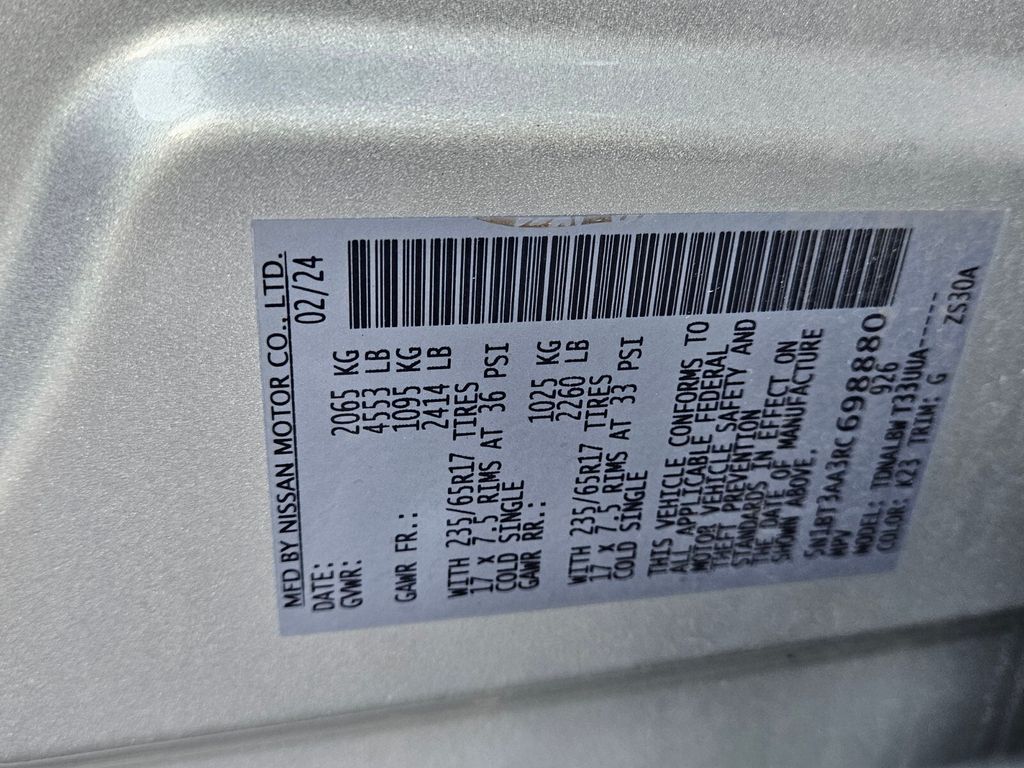 MFD BY NISSAN MOTOR CO., LTD.
DATE: 02/24
GVWR: 2065 KG
4553 LB
GAWR FR.: 1095 KG
2414 LB
WITH 235/65R17 TIRES
17 X 7.5 RIMS AT 36 PSI
COLD SINGLE
GAWR RR.: 1025 KG
2260 LB
WITH 235/65R17 TIRES
17 X 7.5 RIMS AT 33 PSI
COLD SINGLE
THIS VEHICLE CONFORMS TO
ALL APPLICABLE FEDERAL
MOTOR VEHICLE SAFETY AND
THEFT PREVENTION
STANDARDS IN EFFECT ON
THE DATE OF MANUFACTURE
SHOWN ABOVE.
5N1BT3AA3RC698880
MPV 926
MODEL: TDNALBWT33UUA-----
COLOR: K23 TRIM: G ZS30A